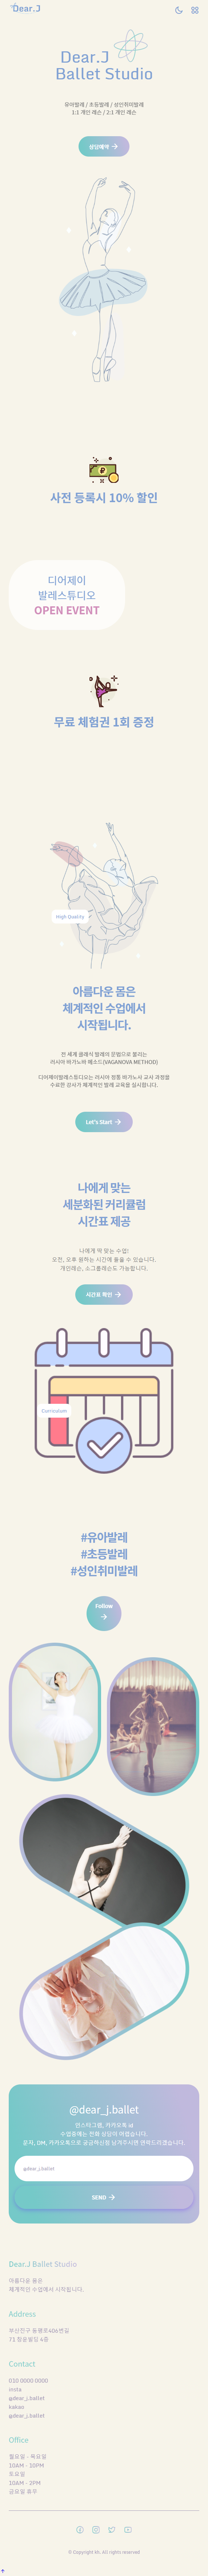 Dear.J
Dear.J
Ballet Studio
유아발레 / 초등발레 / 성인취미발레
1:1 개인 레슨 / 2:1 개인 레슨
상담예약 →
사전 등록시 10% 할인
디어제이
발레스튜디오
OPEN EVENT
무료 체험권 1회 증정
High Quality
아름다운 몸은
체계적인 수업에서
시작됩니다.
전 세계 클래식 발레의 문법으로 불리는
러시아 바가노바 메소드(VAGANOVA METHOD)
디어제이발레스튜디오는 러시아 정통 바가노바 교사 과정을
수료한 강사가 체계적인 발레 교육을 실시합니다.
Let's Start →
나에게 맞는
세분화된 커리큘럼
시간표 제공
나에게 딱 맞는 수업!
오전, 오후 원하는 시간에 들을 수 있습니다.
개인레슨, 소그룹레슨도 가능합니다.
시간표 확인 →
Curriculum
#유아발레
#초등발레
#성인취미발레
Follow
→
@dear_j.ballet
인스타그램, 카카오톡 id
수업중에는 전화 상담이 어렵습니다.
문자, DM, 카카오톡으로 궁금하신점 남겨주시면 연락드리겠습니다.
@dear_j.ballet
SEND →
Dear.J Ballet Studio
아름다운 몸은
체계적인 수업에서 시작됩니다.
Address
부산진구 동평로406번길
Contact
010 0000 0000
insta
@dear_j.ballet
kakao
@dear_j.ballet
Office
월요일 - 목요일
10AM - 10PM
토요일
10AM - 2PM
금요일 휴무
© Copyright kh. All rights reserved